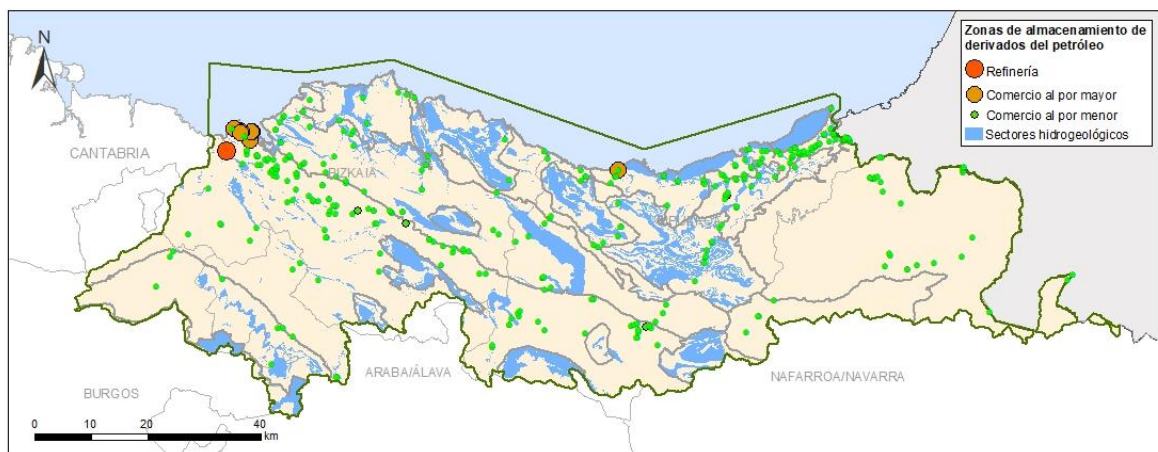 N
Zonas de almacenamiento de
derivados del petróleo
Refinería
Comercio al por mayor
Comercio al por menor
Sectores hidrogeológicos
CANTABRIA
BIZKAIA
ARABA/ÁLAVA
NAFARROA/NAVARRA
BURGOS
0 10 20 40
km